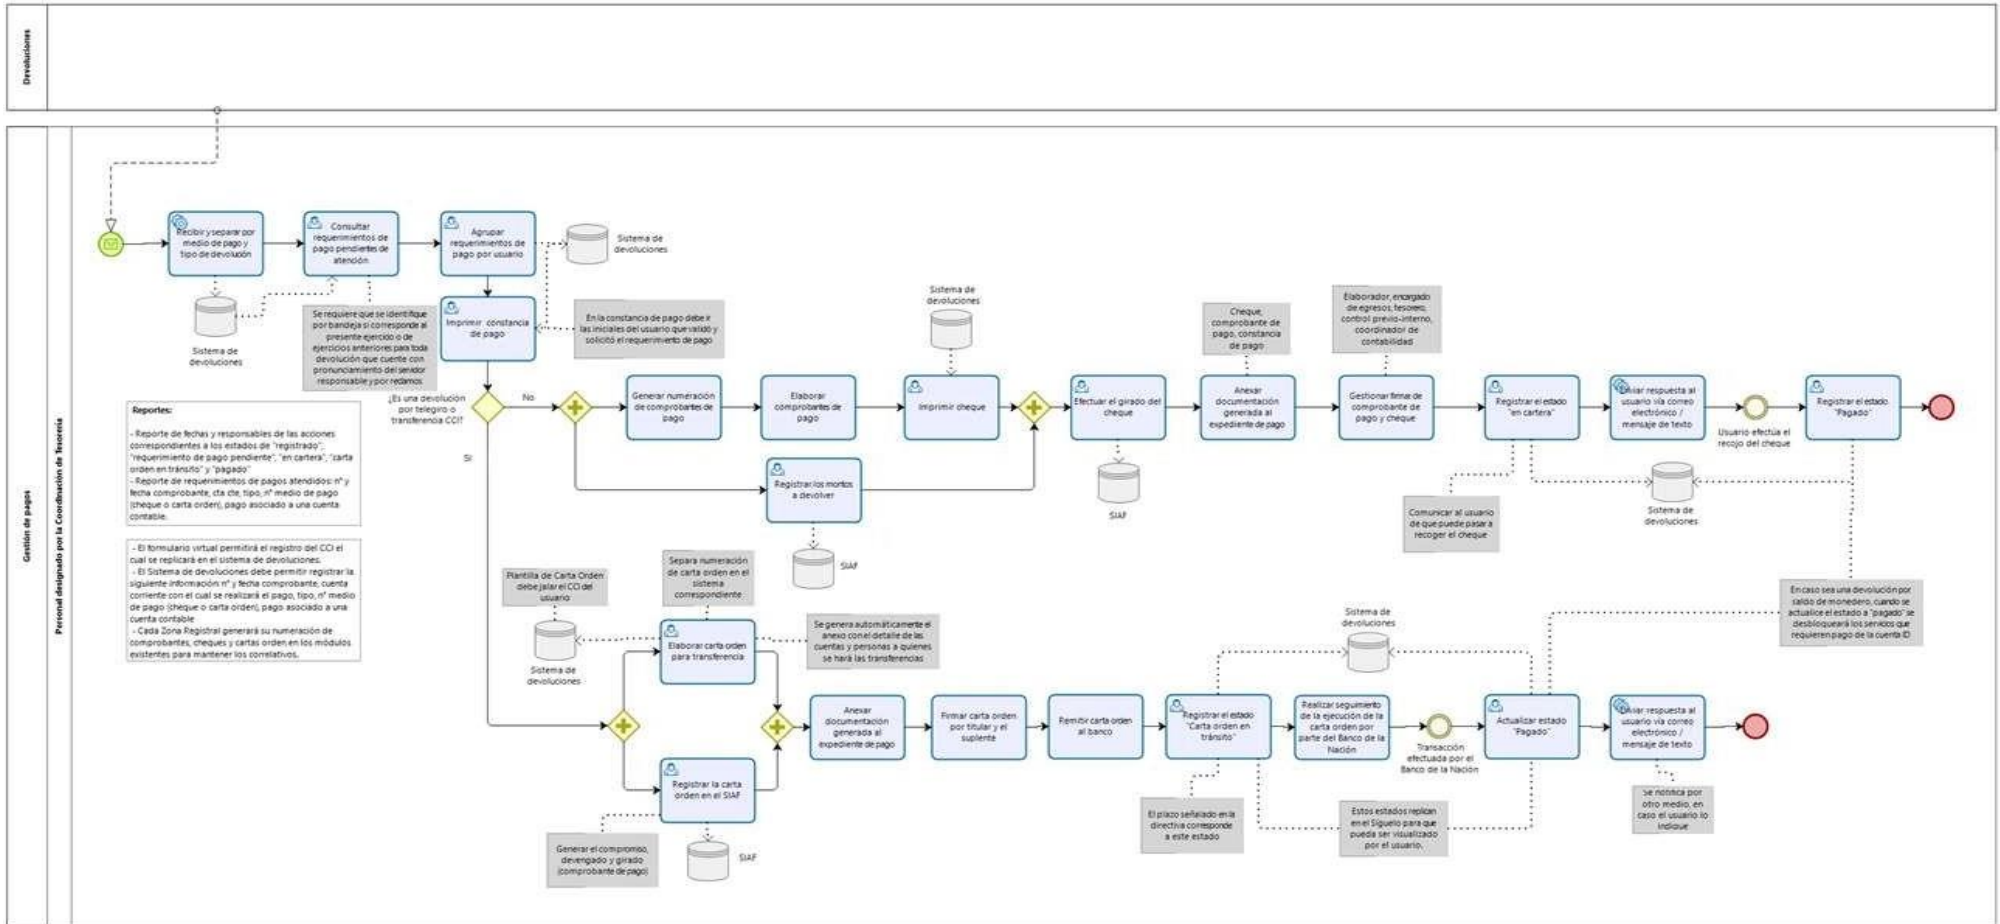 Devoluciones
Gestión de pagos
Personal designado por la Coordinación de Tesorería
Recibir y separar por
medio de pago y
tipo de devolución
Consultar
requerimientos de
pago pendientes de
atención
Agrupar
requerimientos de
pago por usuario
Sistema de
devoluciones
Sistema de
devoluciones
Se requiere que se identifique
por bandeja si corresponde al
presente ejercicio o de
ejercicios anteriores para toda
devolución que cuente con
pronunciamiento del servidor
responsable y por reclamos
Imprimir constancia
de pago
En la constancia de pago debe ir
las iniciales del usuario que validó y
solicitó el requerimiento de pago
¿Es una devolución
por telegiro o
transferencia CCI?
No
SI
Generar numeración
de comprobantes de
pago
Elaborar
comprobantes de
pago
Sistema de
devoluciones
Imprimir cheque
Registrar los montos
a devolver
SIAF
Efectuar el girado del
cheque
SIAF
Cheque,
comprobante de
pago, constancia
de pago
Anexar
documentación
generada al
expediente de pago
Elaborador, encargado
de egresos, tesorero,
control previo-interno,
coordinador de
contabilidad
Gestionar firmas de
comprobante de
pago y cheque
Registrar el estado
"en cartera"
Enviar respuesta al
usuario vía correo
electrónico /
mensaje de texto
Usuario efectúa el
recojo del cheque
Registrar el estado
"Pagado"
Comunicar al usuario
de que puede pasar a
recoger el cheque
Sistema de
devoluciones
En caso sea una devolución por
saldo de monedero, cuando se
actualice el estado a "pagado" se
desbloqueará los servicios que
requieren pago de la cuenta ID
Reportes:
- Reporte de fechas y responsables de las acciones
correspondientes a los estados de "registrado",
"requerimiento de pago pendiente", "en cartera", "carta
orden en tránsito" y "pagado"
- Reporte de requerimientos de pagos atendidos: n° y
fecha comprobante, cta cte, tipo, n° medio de pago
(cheque o carta orden), pago asociado a una cuenta
contable.
- El formulario virtual permitirá el registro del CCI el
cual se replicará en el sistema de devoluciones.
- El Sistema de devoluciones debe permitir registrar la
siguiente información: n° y fecha comprobante, cuenta
corriente con el cual se realizará el pago, tipo, n° medio
de pago (cheque o carta orden), pago asociado a una
cuenta contable
- Cada Zona Registral generará su numeración de
comprobantes, cheques y cartas orden en los módulos
existentes para mantener los correlativos.
Plantilla de Carta Orden
debe jalar el CCI del
usuario
Sistema de
devoluciones
Separa numeración
de carta orden en el
sistema
correspondiente
Elaborar carta orden
para transferencia
Se genera automáticamente el
anexo con el detalle de las
cuentas y personas a quienes
se hará las transferencias
Registrar la carta
orden en el SIAF
Generar el compromiso,
devengado y girado
(comprobante de pago)
SIAF
Anexar
documentación
generada al
expediente de pago
Firmar carta orden
por titular y el
suplente
Remitir carta orden
al banco
Registrar el estado
"Carta orden en
tránsito"
Realizar seguimiento
de la ejecución de la
carta orden por
parte del Banco de la
Nación
Transacción
efectuada por el
Banco de la Nación
Sistema de
devoluciones
Actualizar estado
"Pagado"
Enviar respuesta al
usuario vía correo
electrónico /
mensaje de texto
El plazo señalado en la
directiva corresponde
a este estado
Estos estados replican
en el Síguelo para que
pueda ser visualizado
por el usuario.
Se notifica por
otro medio, en
caso el usuario lo
indique